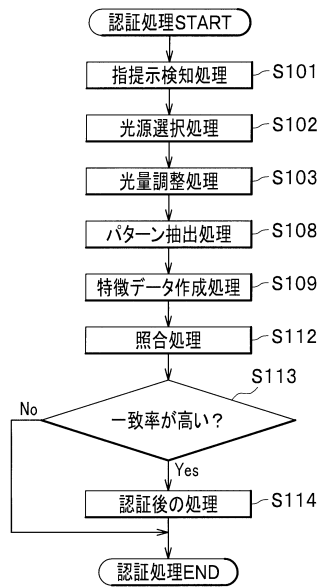 認証処理START
指提示検知処理 S101
光源選択処理 S102
光量調整処理 S103
パターン抽出処理 S108
特徴データ作成処理 S109
照合処理 S112
S113
一致率が高い?
No
Yes
認証後の処理 S114
認証処理END